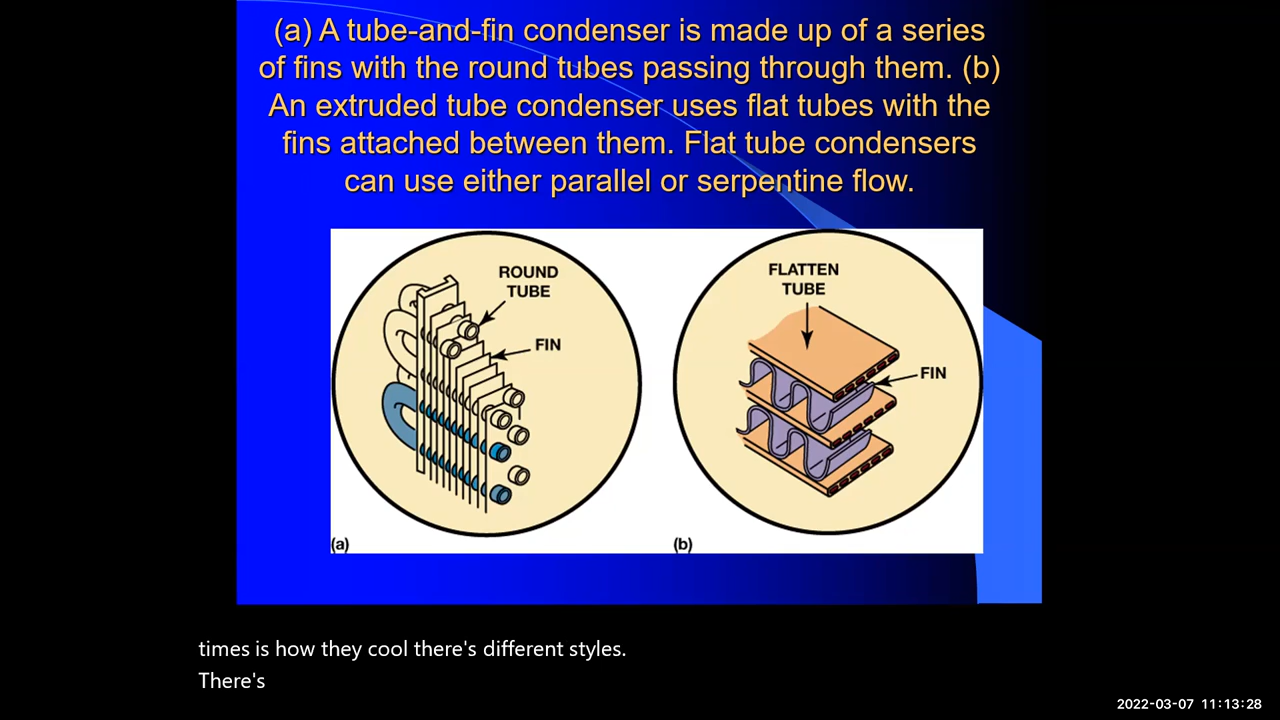 (a) A tube-and-fin condenser is made up of a series
of fins with the round tubes passing through them. (b)
An extruded tube condenser uses flat tubes with the
fins attached between them. Flat tube condensers
can use either parallel or serpentine flow.
ROUND
TUBE
FIN
(a)
FLATTEN
TUBE
FIN
(b)
times is how they cool there's different styles.
There's
2022-03-07 11:13:28